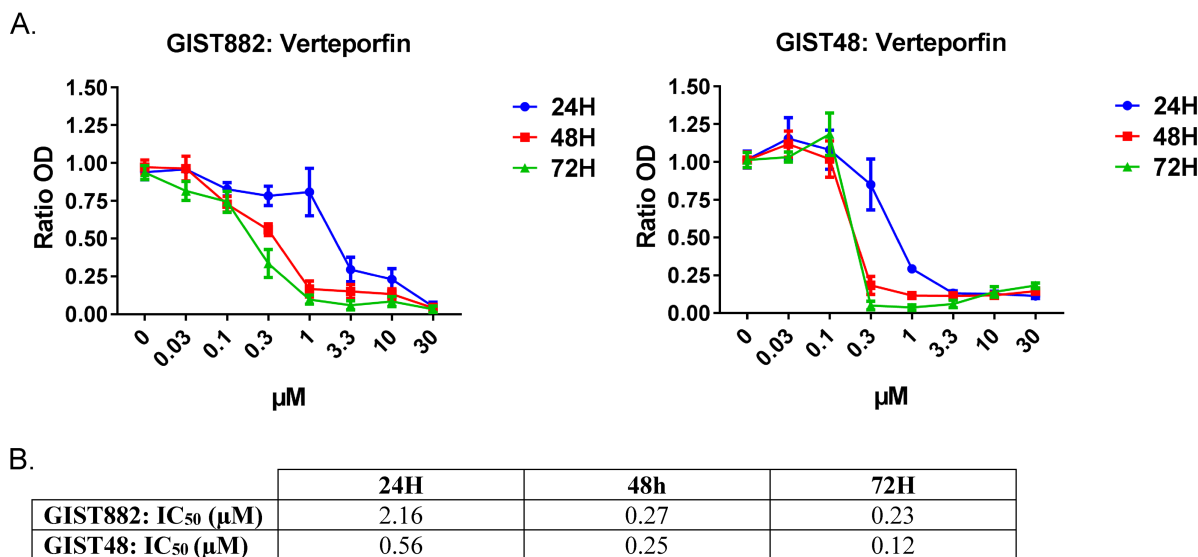 A.
GIST882: Verteporfin
1.50
1.25
1.00
0.75
0.50
0.25
0.00
Ratio OD
0 0.03 0.1 0.3 1 3.3 10 30
µM
24H
48H
72H
GIST48: Verteporfin
1.50
1.25
1.00
0.75
0.50
0.25
0.00
Ratio OD
0 0.03 0.1 0.3 1 3.3 10 30
µM
24H
48H
72H
B.
24H 48h 72H
GIST882: IC₅₀ (µM) 2.16 0.27 0.23
GIST48: IC₅₀ (µM) 0.56 0.25 0.12